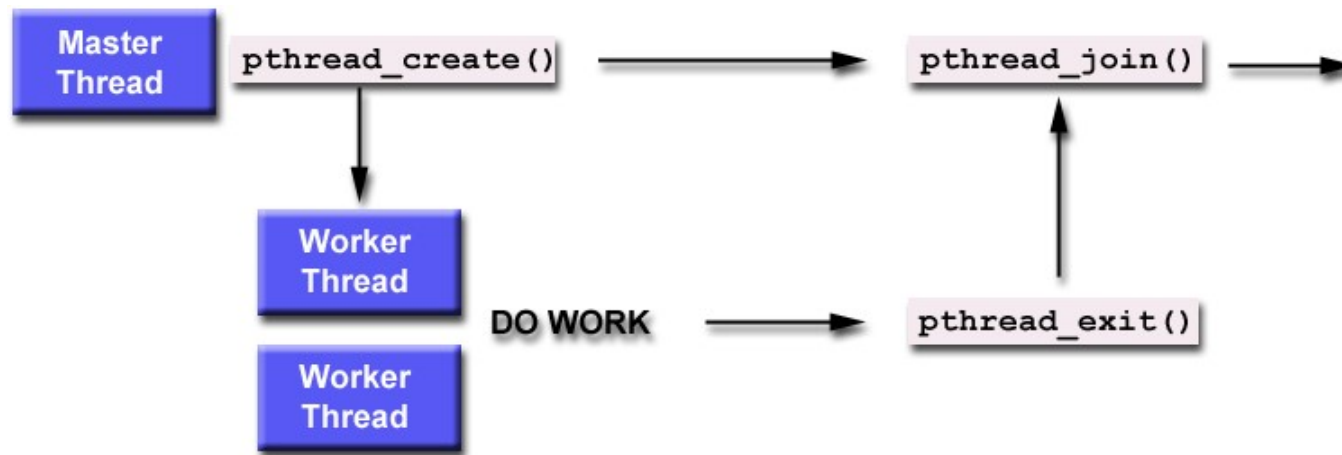 Master
Thread
pthread_create()
pthread_join()
Worker
Thread
DO WORK
pthread_exit()
Worker
Thread